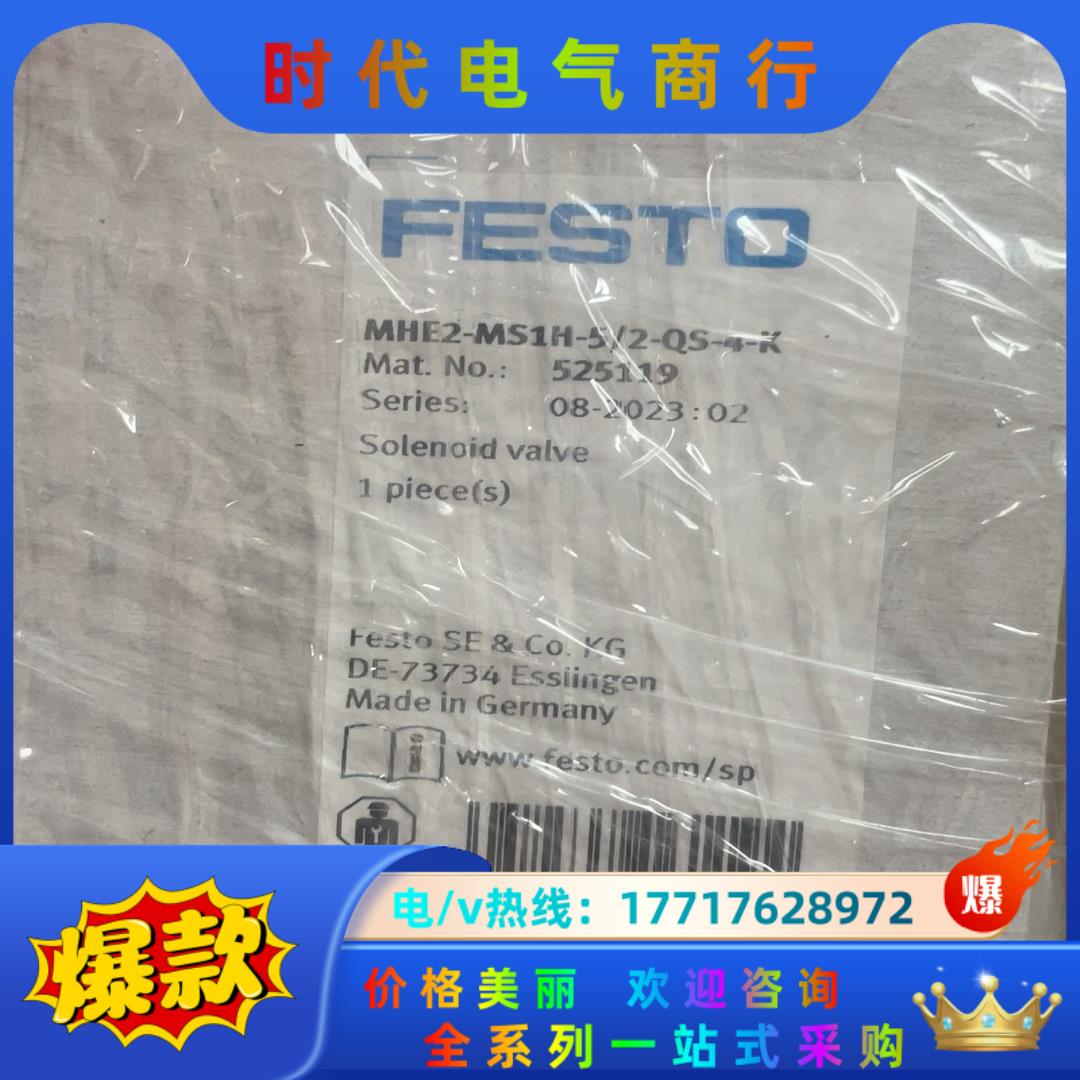 时代电气商行
FESTO
MHE2-MS1H-5/2-QS-4-K
Mat. No.: 525119
Series: 08-2023:02
Solenoid valve
1 piece(s)
Festo SE & Co. KG
DE-73734 Esslingen
Made in Germany
www.festo.com/sp
电/v热线：17717628972
爆
爆款
价格美丽 欢迎咨询
全系列一站式采购